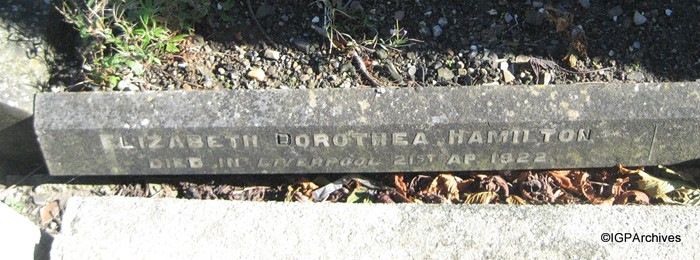 ELIZABETH DOROTHEA HAMILTON
DIED IN LIVERPOOL 21ST AP. 1922
©IGPArchives